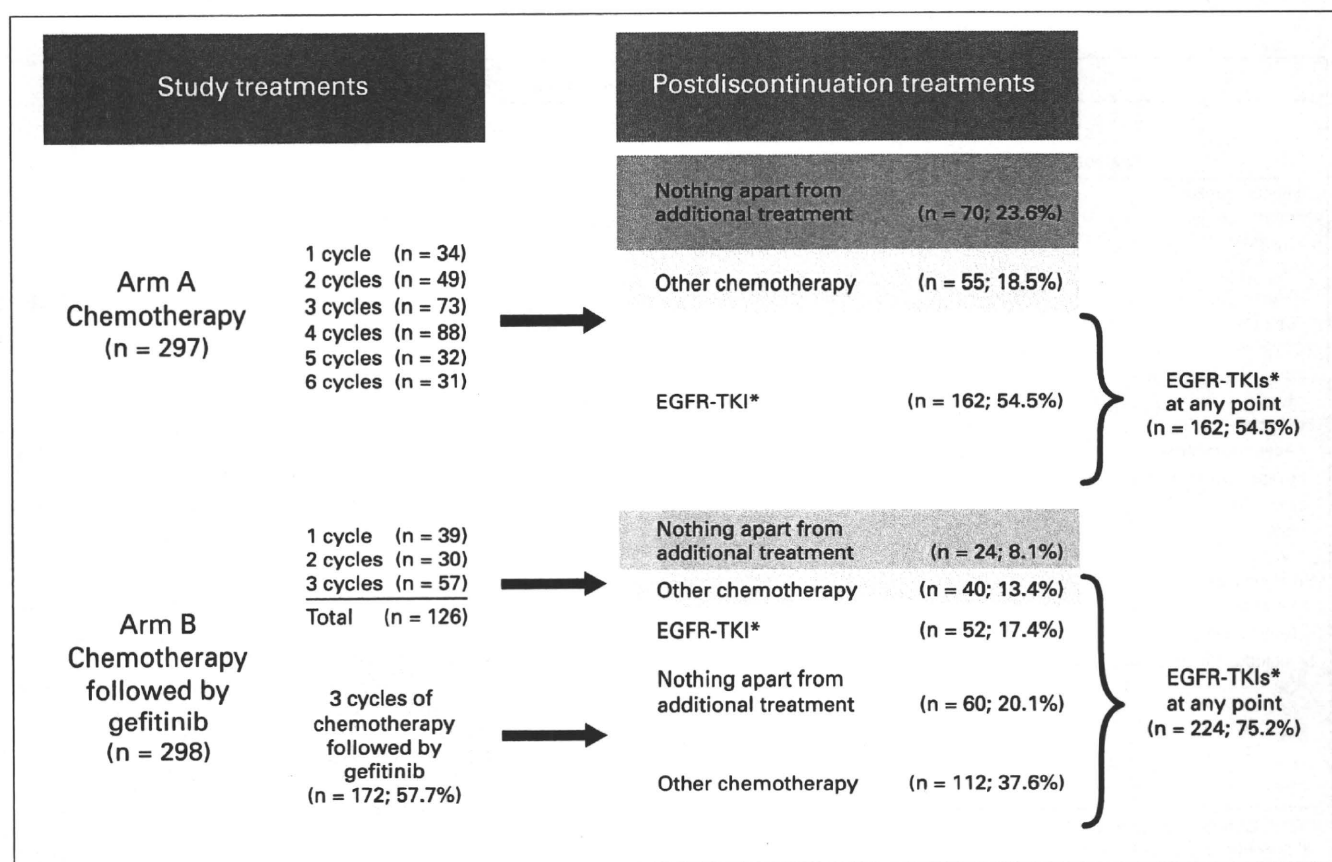 Study treatments
Postdiscontinuation treatments
Arm A
Chemotherapy
(n = 297)
1 cycle (n = 34)
2 cycles (n = 49)
3 cycles (n = 73)
4 cycles (n = 88)
5 cycles (n = 32)
6 cycles (n = 31)
Nothing apart from
additional treatment (n = 70; 23.6%)
Other chemotherapy (n = 55; 18.5%)
EGFR-TKI* (n = 162; 54.5%)
EGFR-TKIs*
at any point
(n = 162; 54.5%)
Arm B
Chemotherapy
followed by
gefitinib
(n = 298)
1 cycle (n = 39)
2 cycles (n = 30)
3 cycles (n = 57)
Total (n = 126)
3 cycles of
chemotherapy
followed by
gefitinib
(n = 172; 57.7%)
Nothing apart from
additional treatment (n = 24; 8.1%)
Other chemotherapy (n = 40; 13.4%)
EGFR-TKI* (n = 52; 17.4%)
Nothing apart from
additional treatment (n = 60; 20.1%)
Other chemotherapy (n = 112; 37.6%)
EGFR-TKIs*
at any point
(n = 224; 75.2%)